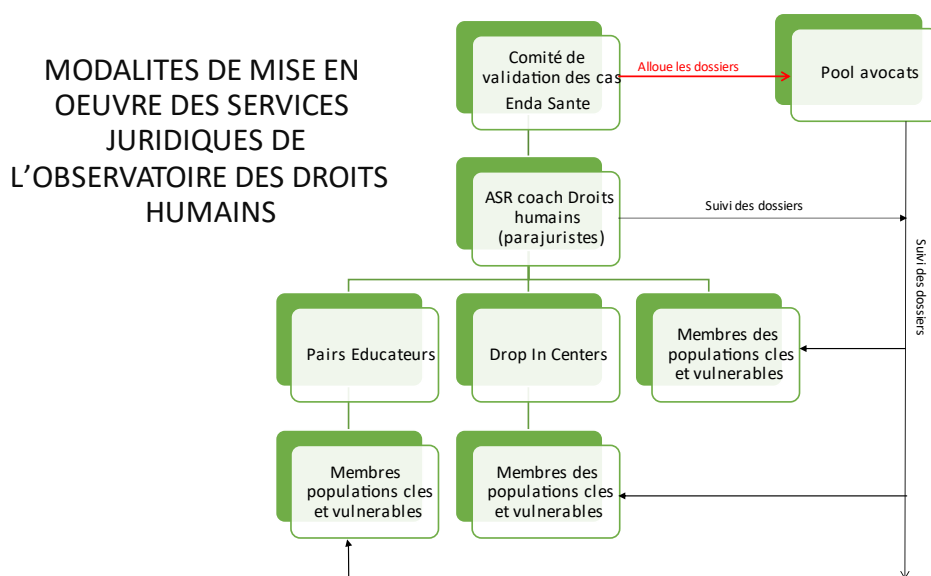 MODALITES DE MISE EN
OEUVRE DES SERVICES
JURIDIQUES DE
L’OBSERVATOIRE DES DROITS
HUMAINS
Comité de
validation des cas
Enda Sante
Alloue les dossiers
Pool avocats
ASR coach Droits
humains
(parajuristes)
Suivi des dossiers
Suivi des dossiers
Pairs Educateurs
Drop In Centers
Membres des
populations cles
et vulnerables
Membres
populations cles
et vulnerables
Membres des
populations cles
et vulnerables